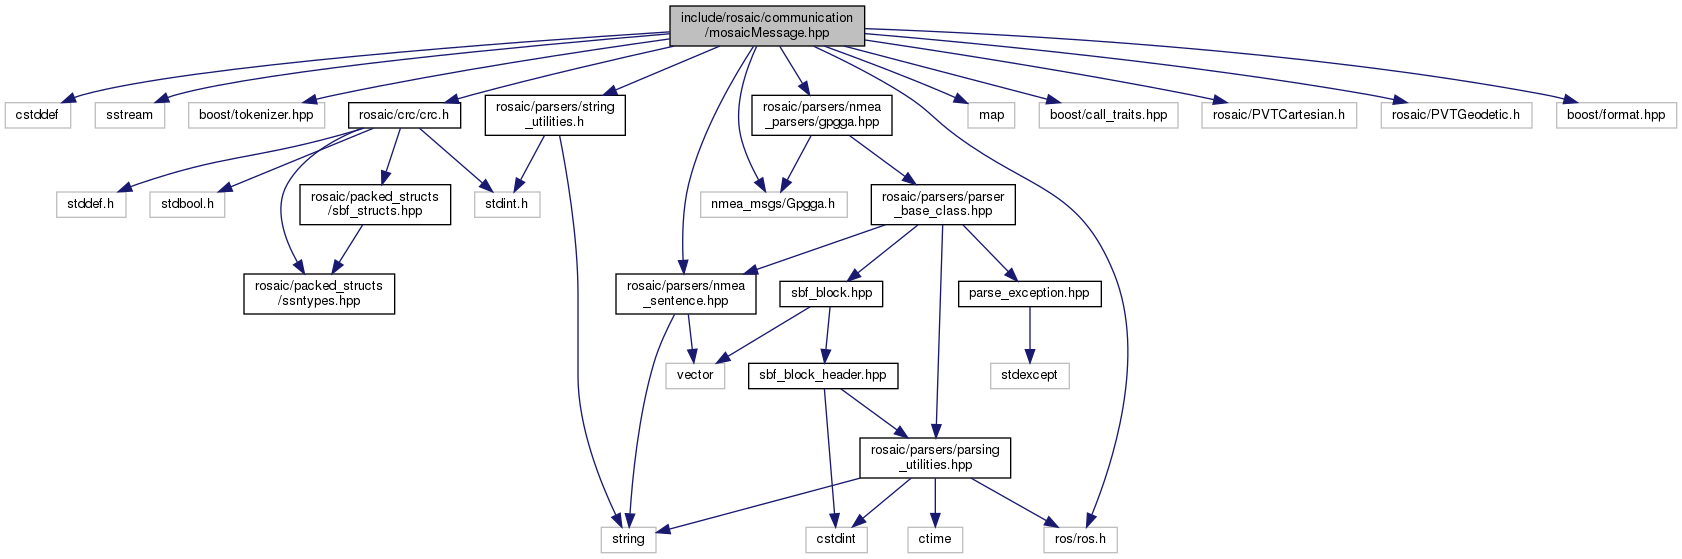 include/rosaic/communication
/mosaicMessage.hpp
cstddef
sstream
boost/tokenizer.hpp
rosaic/crc/crc.h
rosaic/parsers/string
_utilities.h
rosaic/parsers/nmea
_parsers/gpgga.hpp
map
boost/call_traits.hpp
rosaic/PVTCartesian.h
rosaic/PVTGeodetic.h
boost/format.hpp
stddef.h
stdbool.h
rosaic/packed_structs
/sbf_structs.hpp
stdint.h
nmea_msgs/Gpgga.h
rosaic/parsers/parser
_base_class.hpp
rosaic/packed_structs
/ssntypes.hpp
rosaic/parsers/nmea
_sentence.hpp
sbf_block.hpp
parse_exception.hpp
vector
sbf_block_header.hpp
stdexcept
rosaic/parsers/parsing
_utilities.hpp
string
cstdint
ctime
ros/ros.h